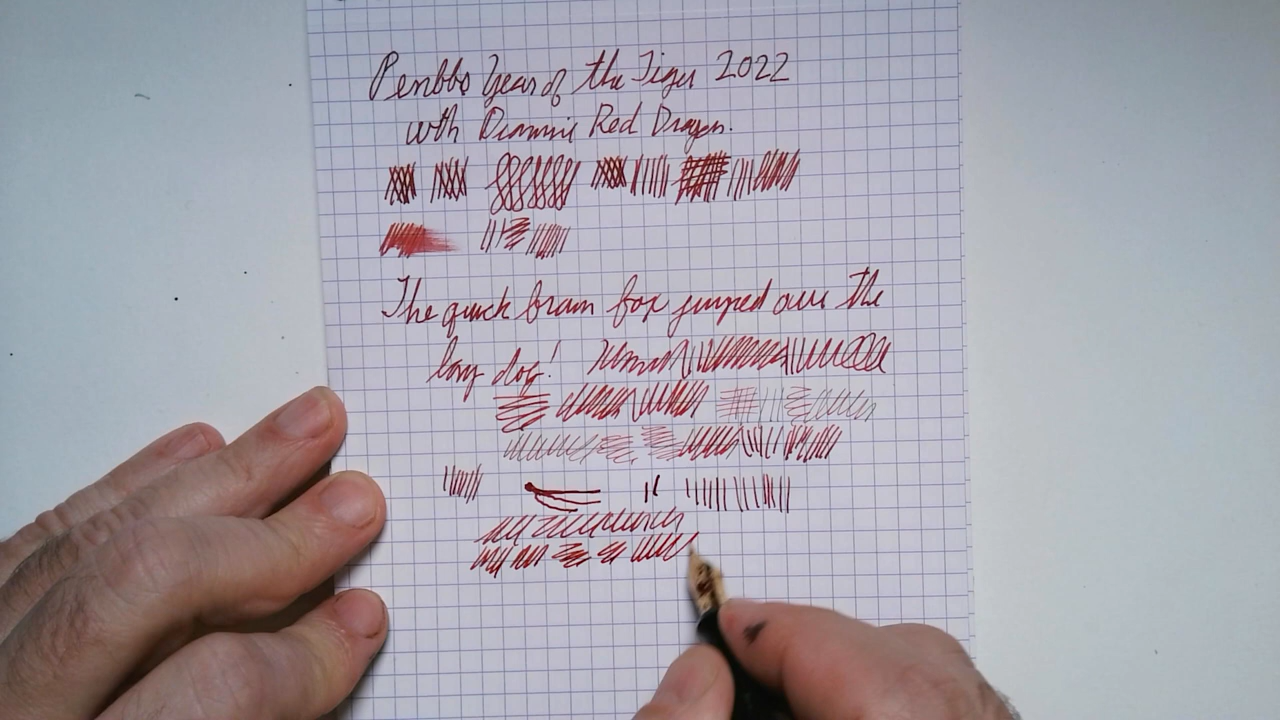 Penbbs Year of the Tiger 2022
with Diamine Red Dragon.
The quick brown fox jumped over the
lazy dog!